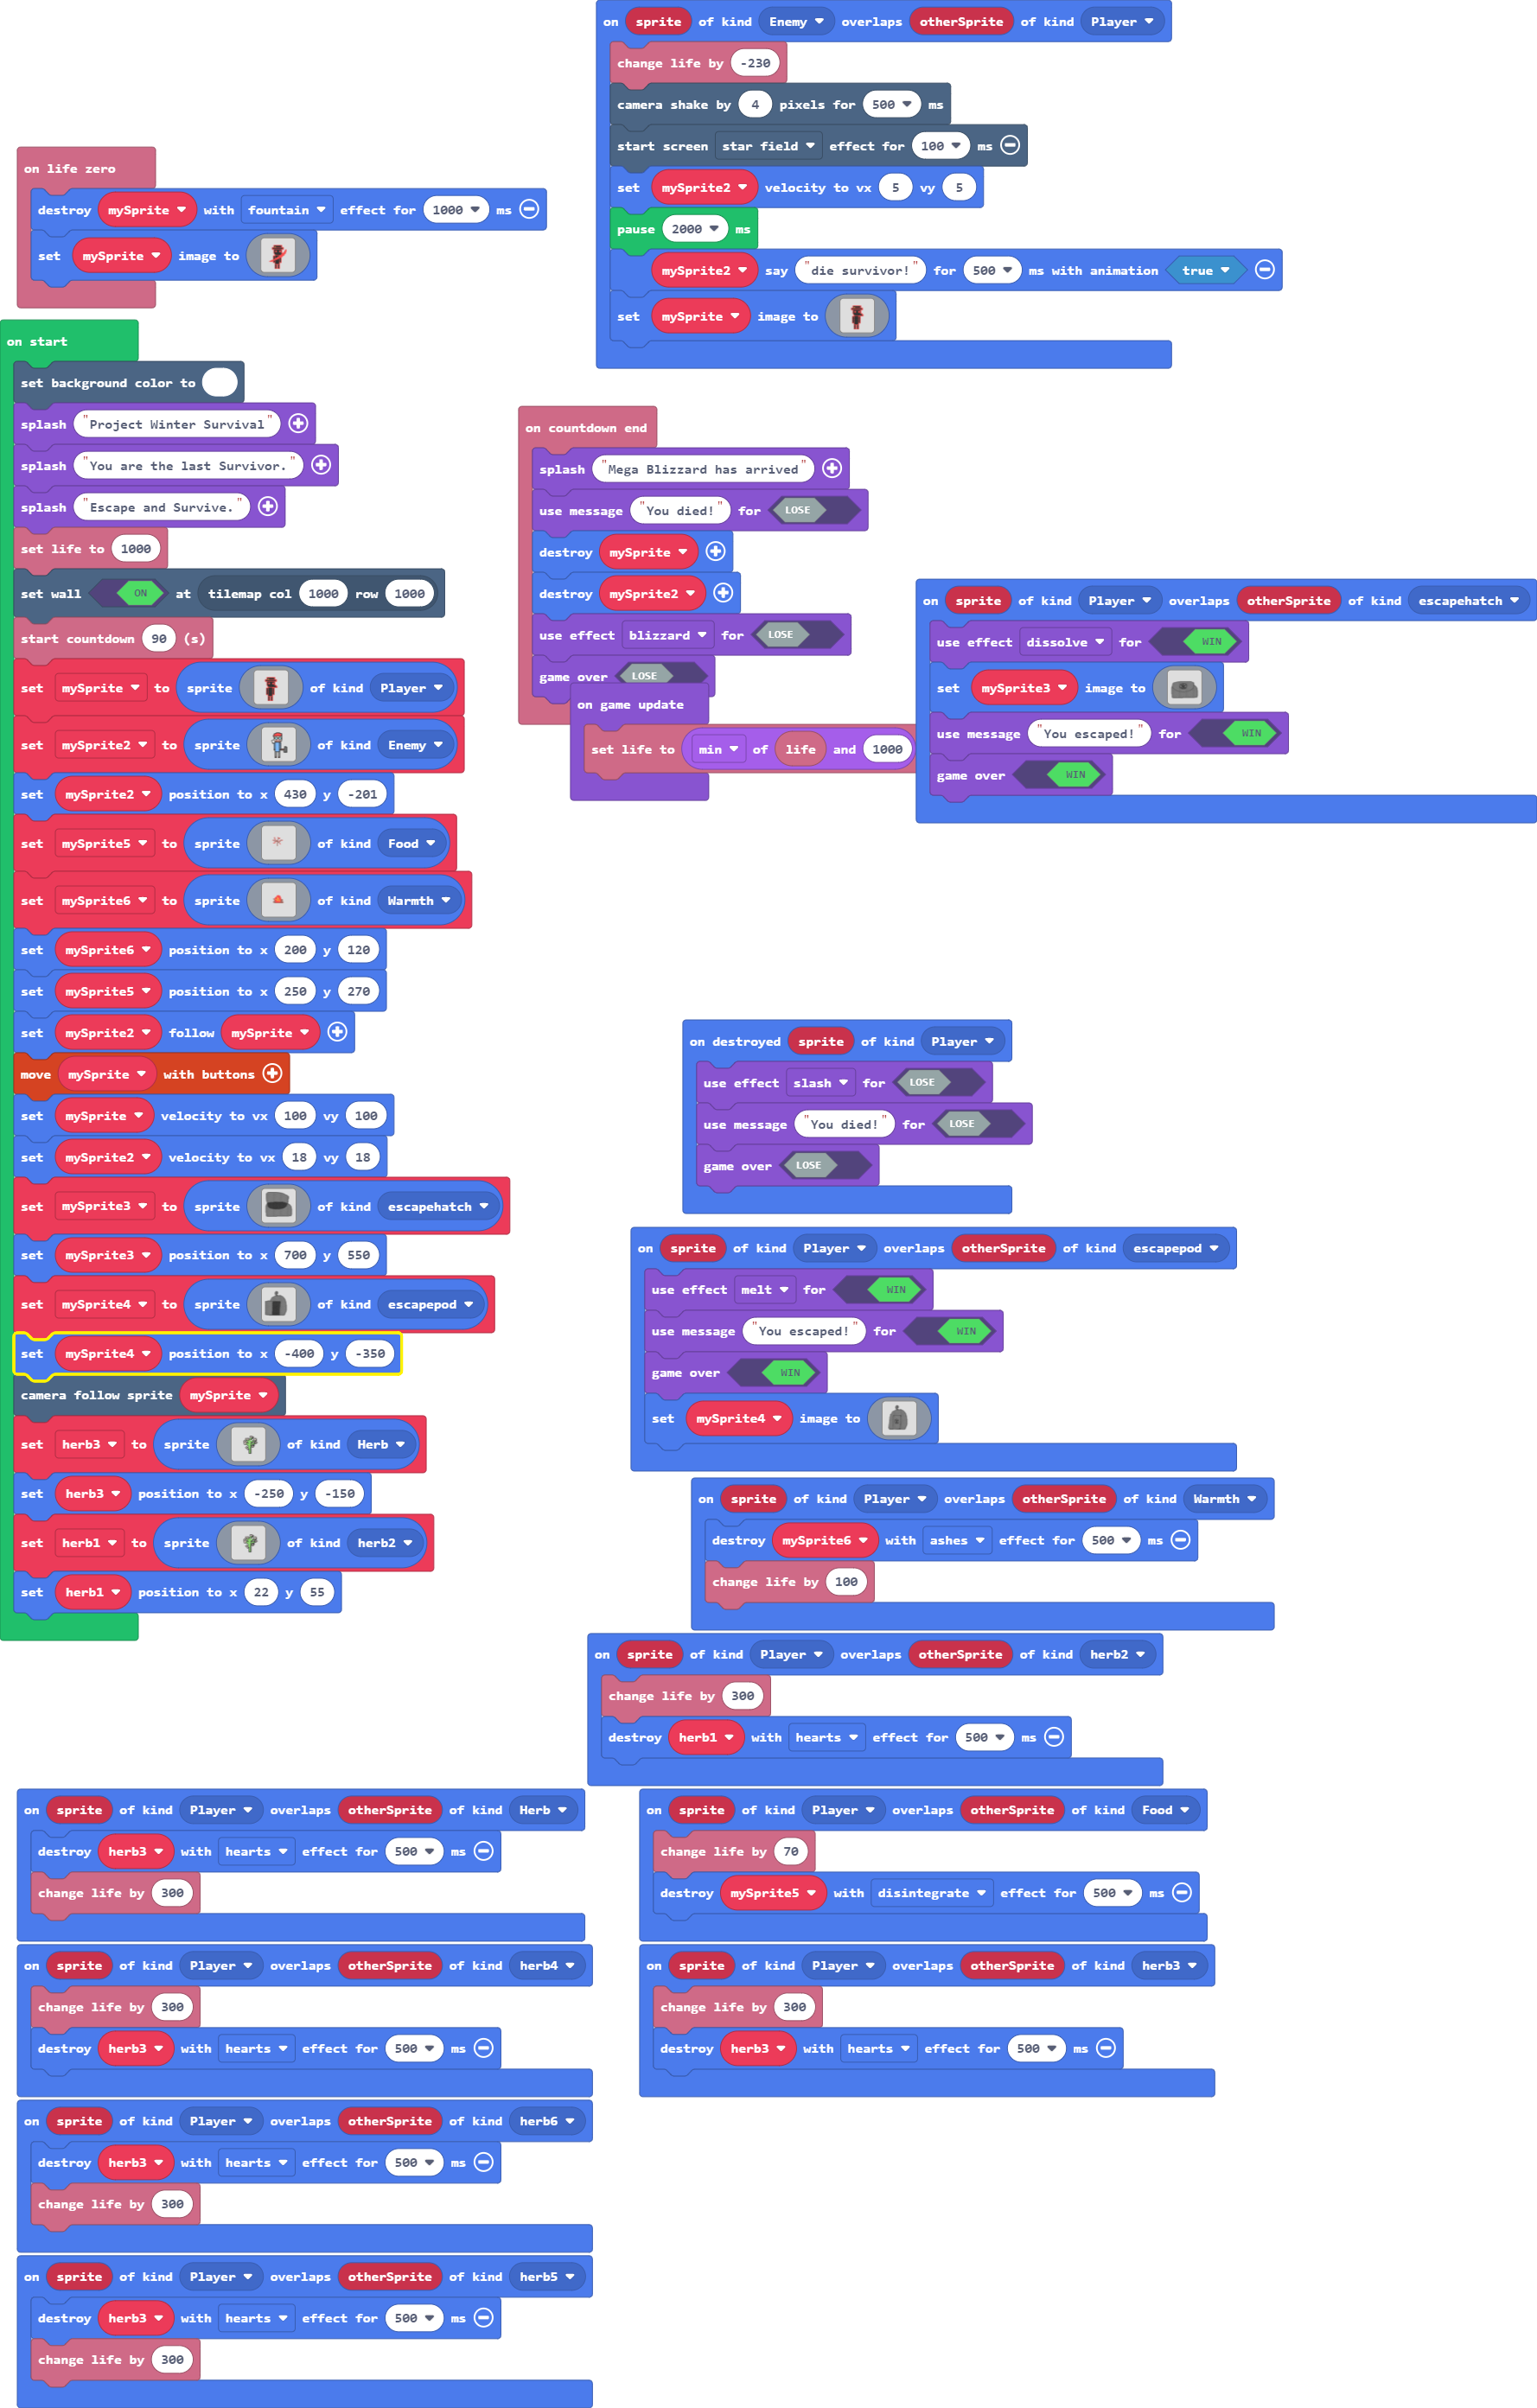 on sprite of kind Enemy overlaps otherSprite of kind Player
change life by -230
camera shake by 4 pixels for 500 ms
start screen star field effect for 100 ms
set mySprite2 velocity to vx 5 vy 5
pause 2000 ms
mySprite2 say "die survivor!" for 500 ms with animation true
set mySprite image to
on life zero
destroy mySprite with fountain effect for 1000 ms
set mySprite image to
on start
set background color to
splash "Project Winter Survival"
splash "You are the last Survivor."
splash "Escape and Survive."
set life to 1000
set wall ON at tilemap col 1000 row 1000
start countdown 90 (s)
set mySprite to sprite of kind Player
set mySprite2 to sprite of kind Enemy
set mySprite2 position to x 430 y -201
set mySprite5 to sprite of kind Food
set mySprite6 to sprite of kind Warmth
set mySprite6 position to x 200 y 120
set mySprite5 position to x 250 y 270
set mySprite2 follow mySprite
move mySprite with buttons
set mySprite velocity to vx 100 vy 100
set mySprite2 velocity to vx 18 vy 18
set mySprite3 to sprite of kind escapehatch
set mySprite3 position to x 700 y 550
set mySprite4 to sprite of kind escapepod
set mySprite4 position to x -400 y -350
camera follow sprite mySprite
set herb3 to sprite of kind Herb
set herb3 position to x -250 y -150
set herb1 to sprite of kind herb2
set herb1 position to x 22 y 55
on countdown end
splash "Mega Blizzard has arrived"
use message "You died!" for LOSE
destroy mySprite
destroy mySprite2
use effect blizzard for LOSE
game over LOSE
on game update
set life to min of life and 1000
on sprite of kind Player overlaps otherSprite of kind escapehatch
use effect dissolve for WIN
set mySprite3 image to
use message "You escaped!" for WIN
game over WIN
on destroyed sprite of kind Player
use effect slash for LOSE
use message "You died!" for LOSE
game over LOSE
on sprite of kind Player overlaps otherSprite of kind escapepod
use effect melt for WIN
use message "You escaped!" for WIN
game over WIN
set mySprite4 image to
on sprite of kind Player overlaps otherSprite of kind Warmth
destroy mySprite6 with ashes effect for 500 ms
change life by 100
on sprite of kind Player overlaps otherSprite of kind herb2
change life by 300
destroy herb1 with hearts effect for 500 ms
on sprite of kind Player overlaps otherSprite of kind Herb
destroy herb3 with hearts effect for 500 ms
change life by 300
on sprite of kind Player overlaps otherSprite of kind Food
change life by 70
destroy mySprite5 with disintegrate effect for 500 ms
on sprite of kind Player overlaps otherSprite of kind herb4
change life by 300
destroy herb3 with hearts effect for 500 ms
on sprite of kind Player overlaps otherSprite of kind herb3
change life by 300
destroy herb3 with hearts effect for 500 ms
on sprite of kind Player overlaps otherSprite of kind herb6
destroy herb3 with hearts effect for 500 ms
change life by 300
on sprite of kind Player overlaps otherSprite of kind herb5
destroy herb3 with hearts effect for 500 ms
change life by 300